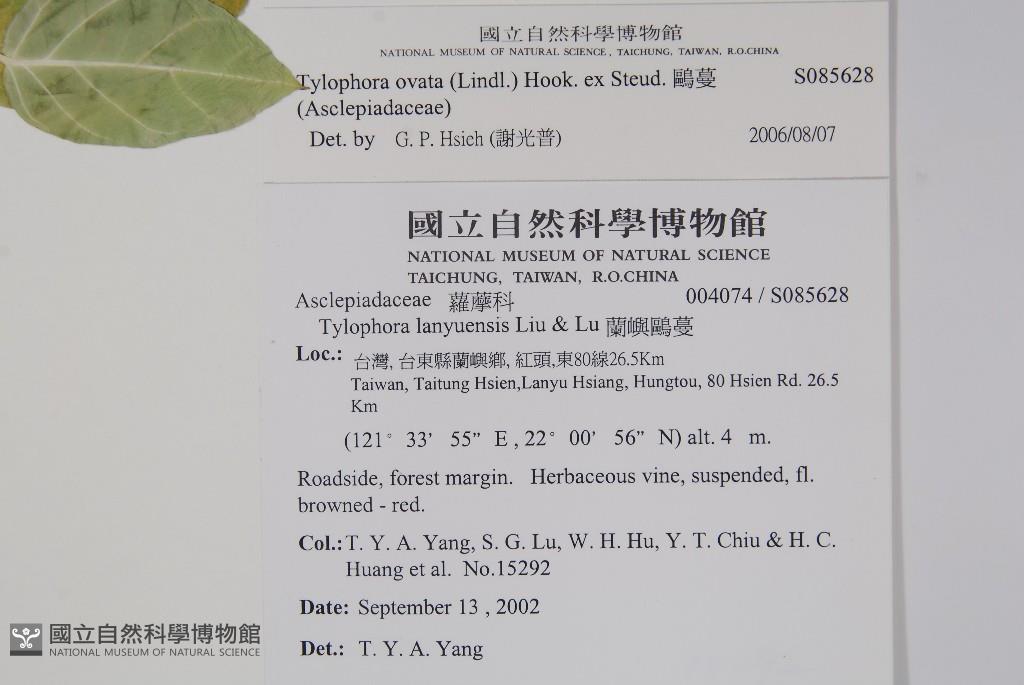 國立自然科學博物館
NATIONAL MUSEUM OF NATURAL SCIENCE, TAICHUNG, TAIWAN, R.O.CHINA
Tylophora ovata (Lindl.) Hook. ex Steud. 鷗蔓 S085628
(Asclepiadaceae)
Det. by G. P. Hsieh (謝光普) 2006/08/07
國立自然科學博物館
NATIONAL MUSEUM OF NATURAL SCIENCE
TAICHUNG, TAIWAN, R.O.CHINA
Asclepiadaceae 蘿藦科 004074 / S085628
Tylophora lanyuensis Liu & Lu 蘭嶼鷗蔓
Loc.: 台灣, 台東縣蘭嶼鄉, 紅頭,東80線26.5Km
Taiwan, Taitung Hsien,Lanyu Hsiang, Hungtou, 80 Hsien Rd. 26.5
Km
(121° 33’ 55” E , 22° 00’ 56” N) alt. 4 m.
Roadside, forest margin. Herbaceous vine, suspended, fl.
browned - red.
Col.: T. Y. A. Yang, S. G. Lu, W. H. Hu, Y. T. Chiu & H. C.
Huang et al. No.15292
Date: September 13 , 2002
Det.: T. Y. A. Yang
國立自然科學博物館
NATIONAL MUSEUM OF NATURAL SCIENCE